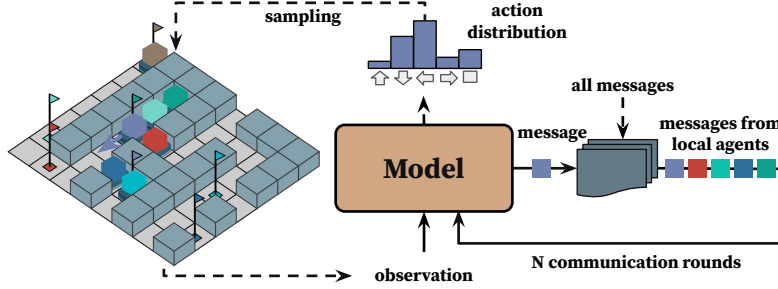 sampling
action
distribution
all messages
message
messages from
local agents
Model
observation
N communication rounds